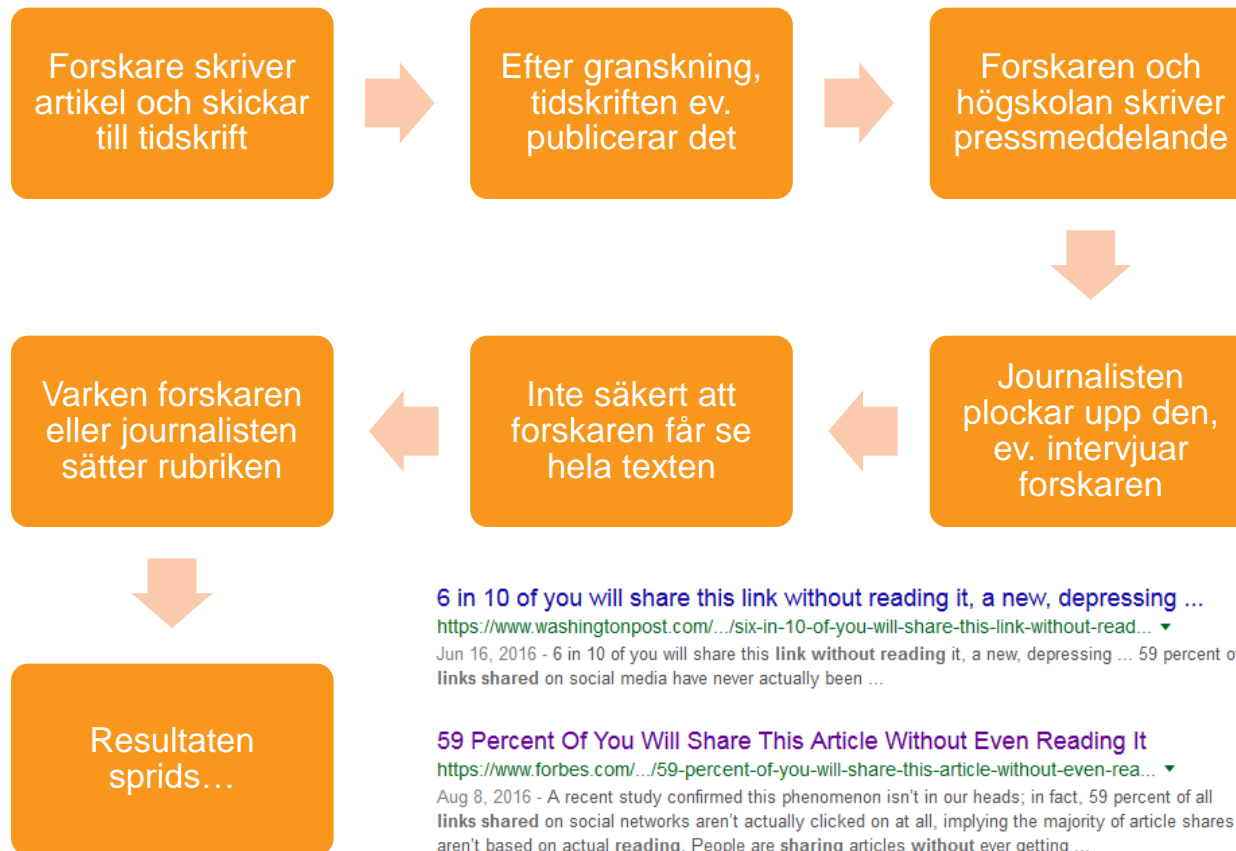 Forskare skriver
artikel och skickar
till tidskrift
Efter granskning,
tidskriften ev.
publicerar det
Forskaren och
högskolan skriver
pressmeddelande
Journalisten
plockar upp den,
ev. intervjuar
forskaren
Inte säkert att
forskaren får se
hela texten
Varken forskaren
eller journalisten
sätter rubriken
Resultaten
sprids…
6 in 10 of you will share this link without reading it, a new, depressing ...
https://www.washingtonpost.com/.../six-in-10-of-you-will-share-this-link-without-read... ▼
Jun 16, 2016 - 6 in 10 of you will share this link without reading it, a new, depressing ... 59 percent
links shared on social media have never actually been ...
59 Percent Of You Will Share This Article Without Even Reading It
https://www.forbes.com/.../59-percent-of-you-will-share-this-article-without-even-rea... ▼
Aug 8, 2016 - A recent study confirmed this phenomenon isn't in our heads; in fact, 59 percent of all
links shared on social networks aren't actually clicked on at all, implying the majority of article shares
aren't based on actual reading. People are sharing articles without ever getting ...